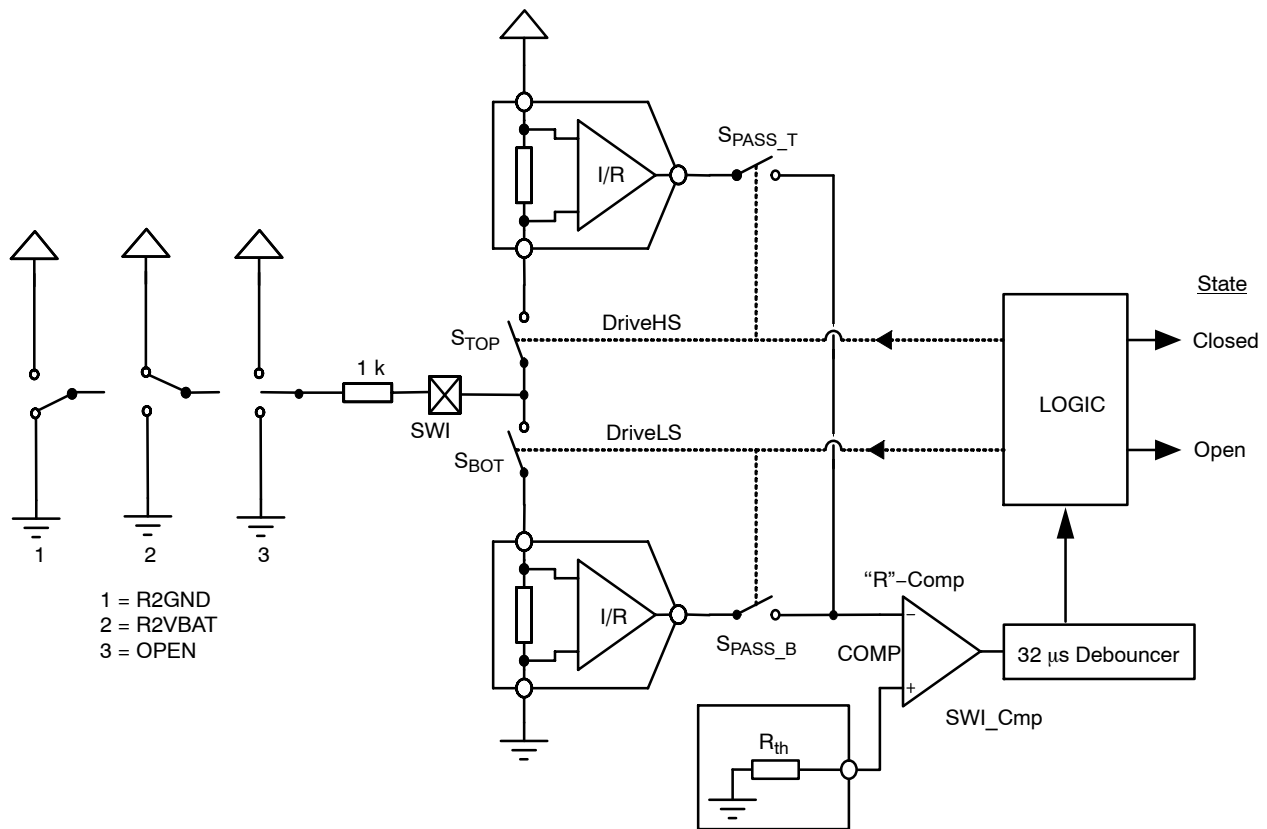 S_PASS_T
I/R
State
DriveHS
S_TOP
Closed
1 k
LOGIC
SWI
DriveLS
S_BOT
Open
1
2
3
"R"−Comp
1 = R2GND
2 = R2VBAT
3 = OPEN
I/R
−
S_PASS_B
COMP
32 μs Debouncer
+
SWI_Cmp
R_th